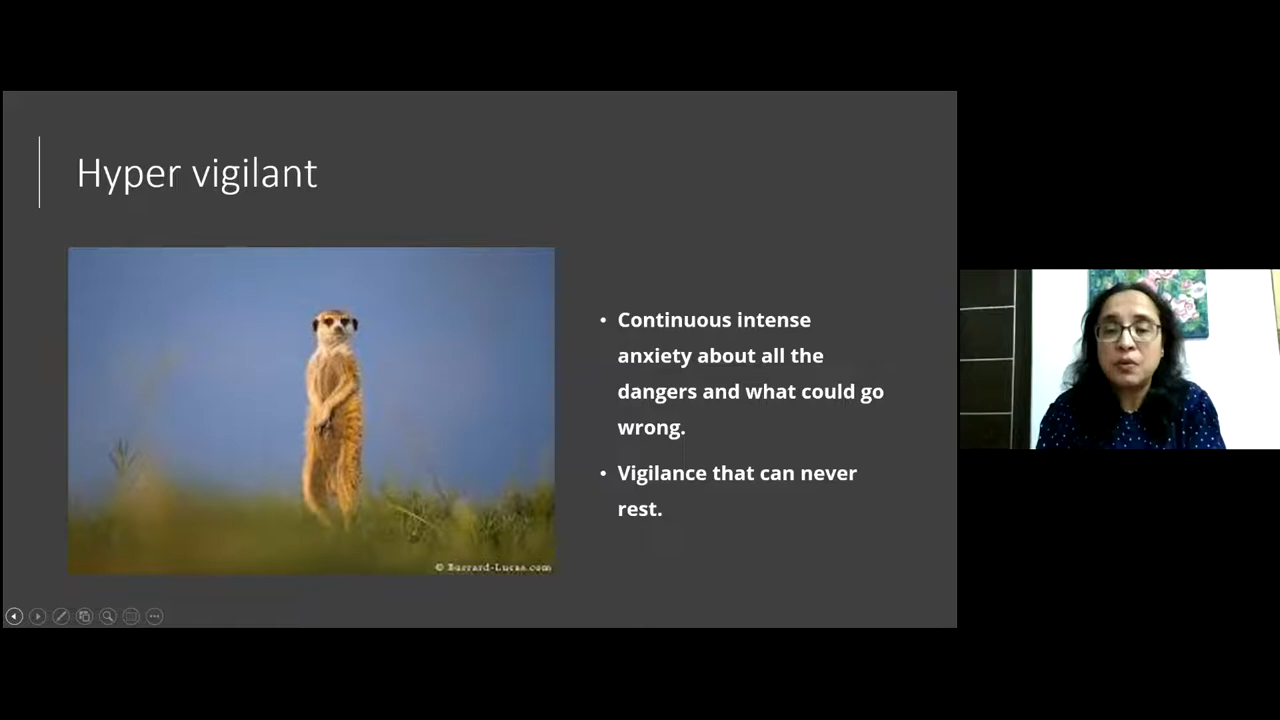 Hyper vigilant
• Continuous intense
anxiety about all the
dangers and what could go
wrong.
• Vigilance that can never
rest.
© Burrard-Lucas.com